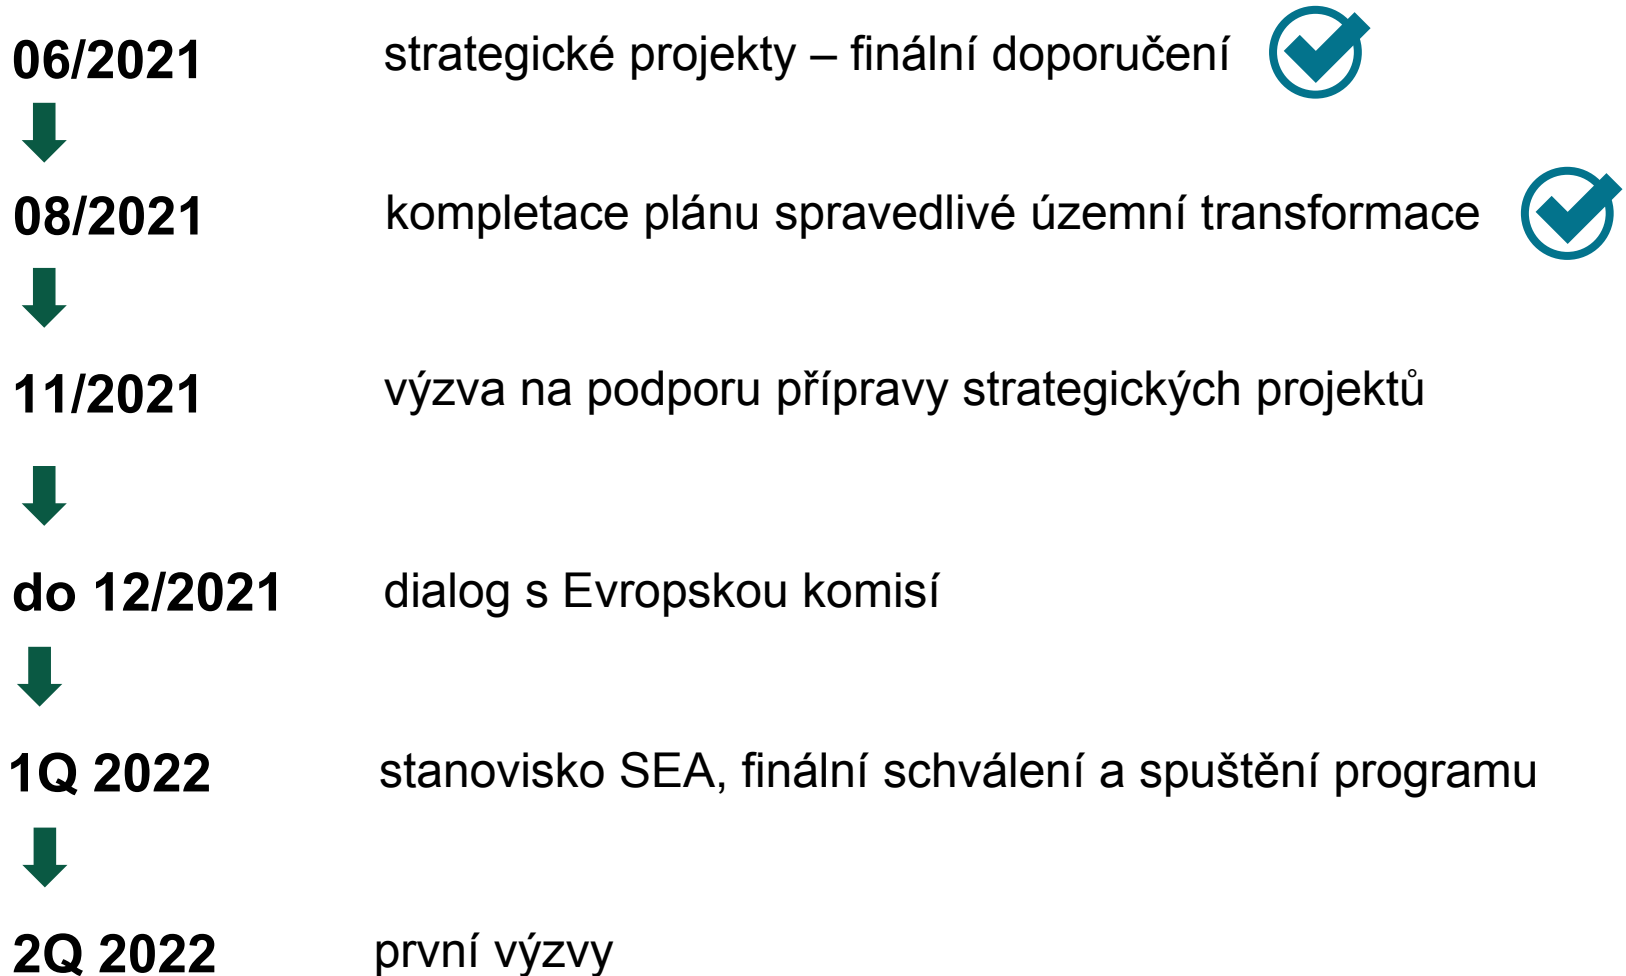 06/2021 strategické projekty – finální doporučení
08/2021 kompletace plánu spravedlivé územní transformace
11/2021 výzva na podporu přípravy strategických projektů
do 12/2021 dialog s Evropskou komisí
1Q 2022 stanovisko SEA, finální schválení a spuštění programu
2Q 2022 první výzvy